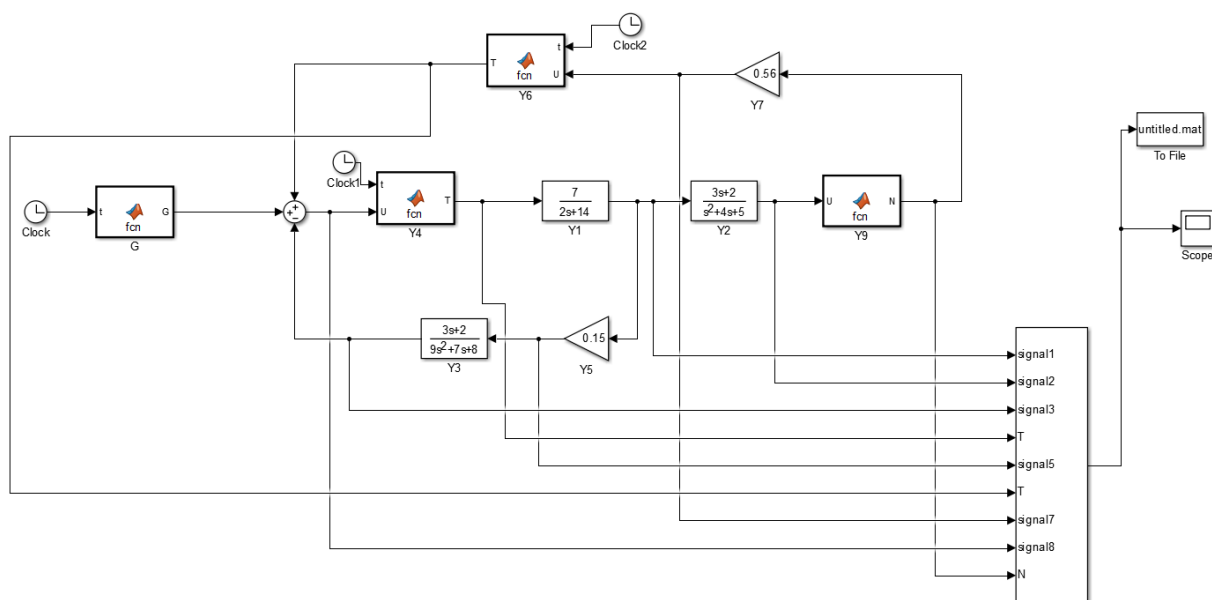 Clock2
t
T
U
fcn
Y6
0.56
Y7
untitled.mat
To File
Clock1
t
U
T
fcn
Y4
Clock
t
G
fcn
G
+
+
−
7
2s+14
Y1
3s+2
s²+4s+5
Y2
U
N
fcn
Y9
Scope
3s+2
9s²+7s+8
Y3
0.15
Y5
signal1
signal2
signal3
T
signal5
T
signal7
signal8
N